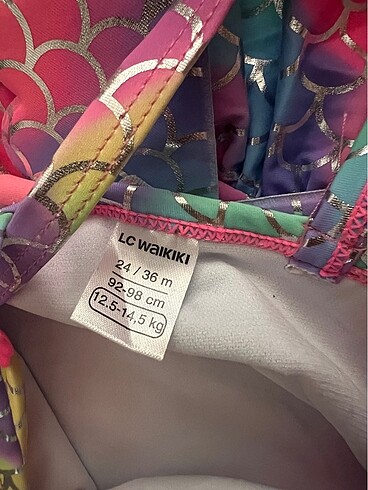 LC WAIKIKI
24 / 36 m
92-98 cm
12.5-14,5 kg